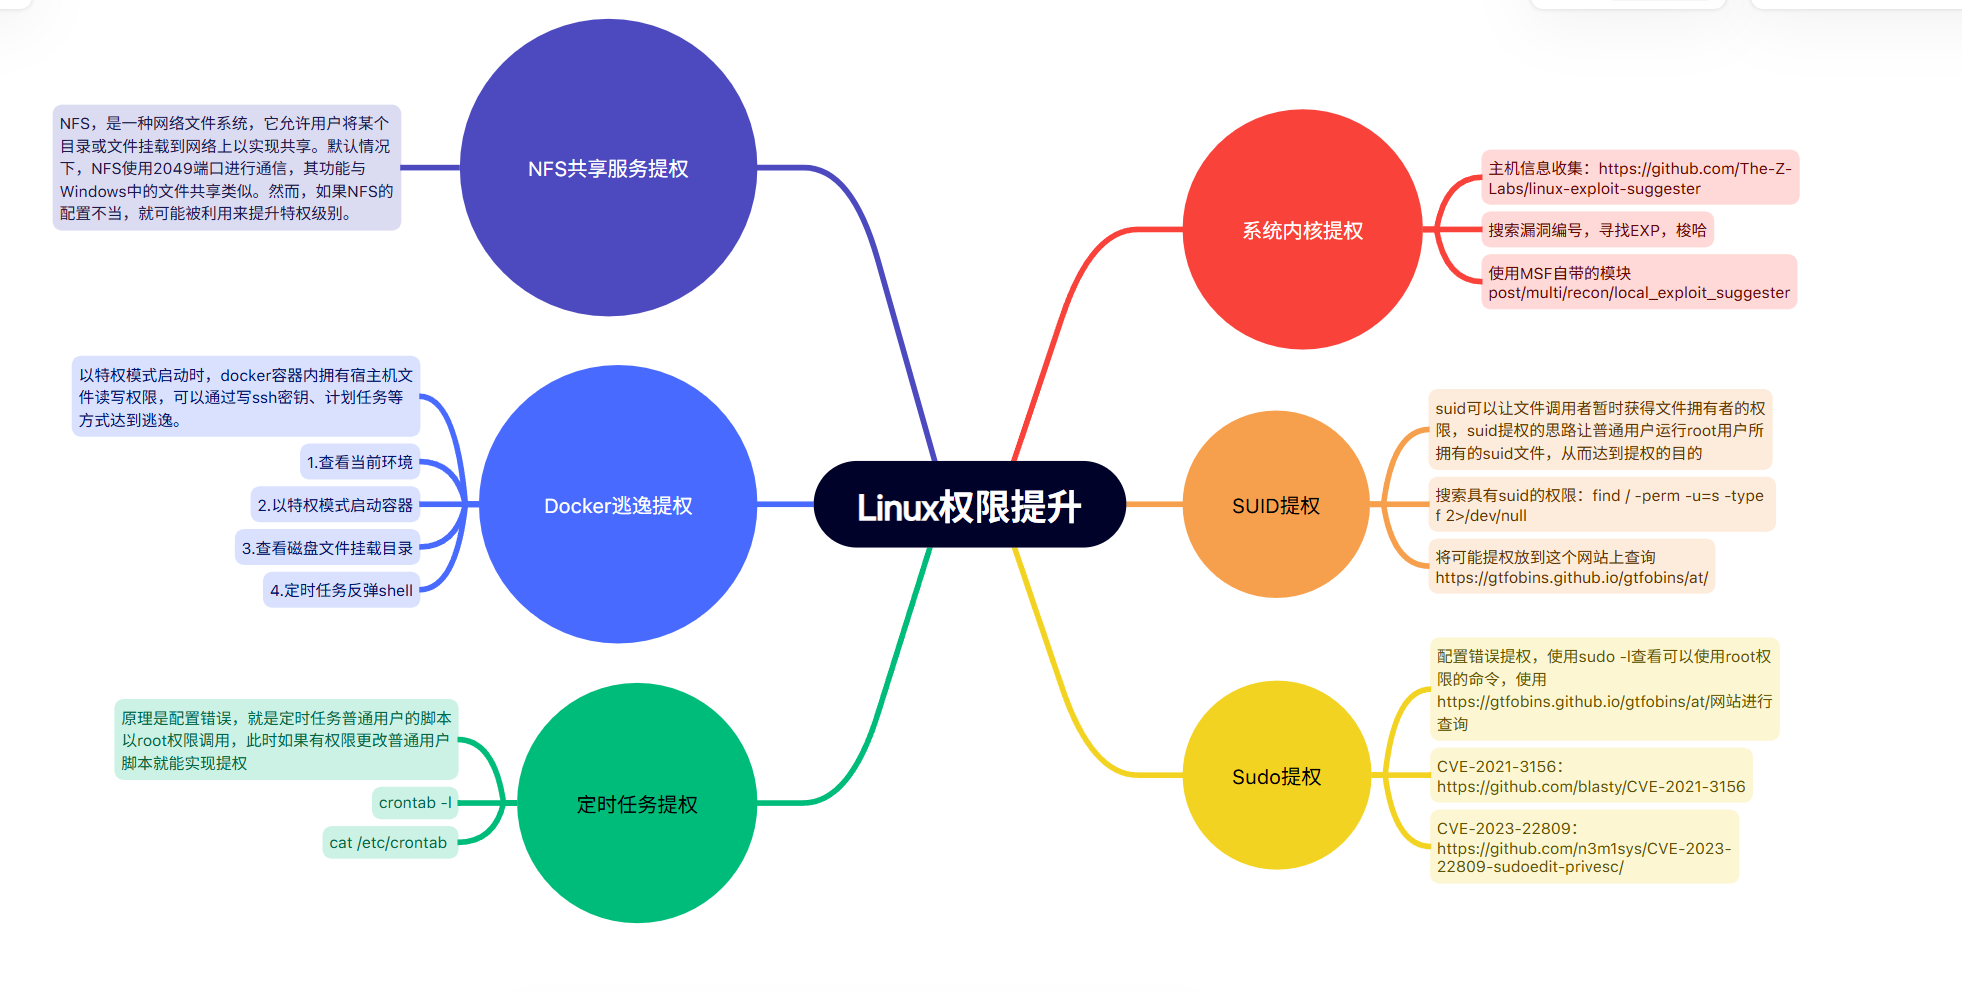 Linux权限提升
NFS共享服务提权
NFS，是一种网络文件系统，它允许用户将某个
目录或文件挂载到网络上以实现共享。默认情况
下，NFS使用2049端口进行通信，其功能与
Windows中的文件共享类似。然而，如果NFS的
配置不当，就可能被利用来提升特权级别。
Docker逃逸提权
以特权模式启动时，docker容器内拥有宿主机文
件读写权限，可以通过写ssh密钥、计划任务等
方式达到逃逸。
1.查看当前环境
2.以特权模式启动容器
3.查看磁盘文件挂载目录
4.定时任务反弹shell
定时任务提权
原理是配置错误，就是定时任务普通用户的脚本
以root权限调用，此时如果有权限更改普通用户
脚本就能实现提权
crontab -l
cat /etc/crontab
系统内核提权
主机信息收集：https://github.com/The-Z-
Labs/linux-exploit-suggester
搜索漏洞编号，寻找EXP，梭哈
使用MSF自带的模块
post/multi/recon/local_exploit_suggester
SUID提权
suid可以让文件调用者暂时获得文件拥有者的权
限，suid提权的思路让普通用户运行root用户所
拥有的suid文件，从而达到提权的目的
搜索具有suid的权限：find / -perm -u=s -type
f 2>/dev/null
将可能提权放到这个网站上查询
https://gtfobins.github.io/gtfobins/at/
Sudo提权
配置错误提权，使用sudo -l查看可以使用root权
限的命令，使用
https://gtfobins.github.io/gtfobins/at/网站进行
查询
CVE-2021-3156：
https://github.com/blasty/CVE-2021-3156
CVE-2023-22809：
https://github.com/n3m1sys/CVE-2023-
22809-sudoedit-privesc/